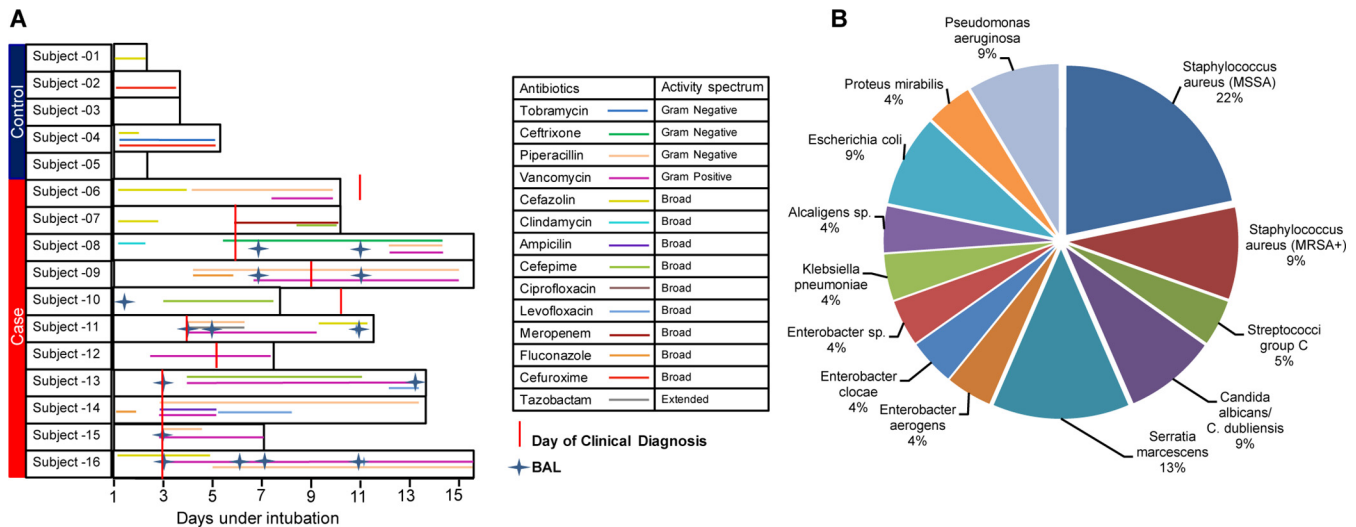 A
Control
Case
Subject -01
Subject -02
Subject -03
Subject -04
Subject -05
Subject -06
Subject -07
Subject -08
Subject -09
Subject -10
Subject -11
Subject -12
Subject -13
Subject -14
Subject -15
Subject -16
1 3 5 7 9 11 13 15
Days under intubation
Antibiotics Activity spectrum
Tobramycin Gram Negative
Ceftrixone Gram Negative
Piperacillin Gram Negative
Vancomycin Gram Positive
Cefazolin Broad
Clindamycin Broad
Ampicilin Broad
Cefepime Broad
Ciprofloxacin Broad
Levofloxacin Broad
Meropenem Broad
Fluconazole Broad
Cefuroxime Broad
Tazobactam Extended
Day of Clinical Diagnosis
BAL
B
Staphylococcus
aureus (MSSA)
22%
Staphylococcus
aureus (MRSA+)
9%
Streptococci
group C
5%
Candida
albicans/
C. dubliensis
9%
Serratia
marcescens
13%
Enterobacter
aerogens
4%
Enterobacter
clocae
4%
Enterobacter sp.
4%
Klebsiella
pneumoniae
4%
Alcaligens sp.
4%
Escherichia coli
9%
Proteus mirabilis
4%
Pseudomonas
aeruginosa
9%